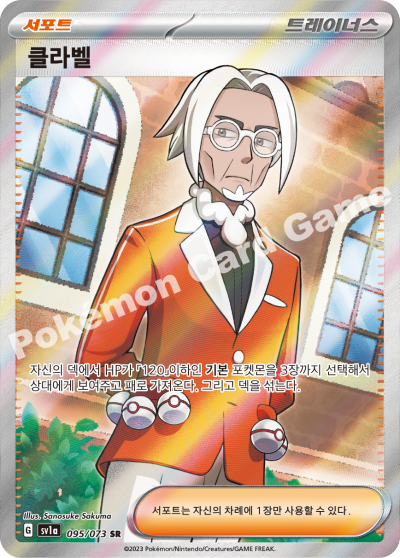 서포트
트레이너스
클라벨
Pokémon Card Game
자신의 덱에서 HP가 「120」이하인 기본 포켓몬을 3장까지 선택해서
상대에게 보여주고 패로 가져온다. 그리고 덱을 섞는다.
서포트는 자신의 차례에 1장만 사용할 수 있다.
Illus. Sanosuke Sakuma
G sv1a 095/073 SR
©2023 Pokémon/Nintendo/Creatures/GAME FREAK.